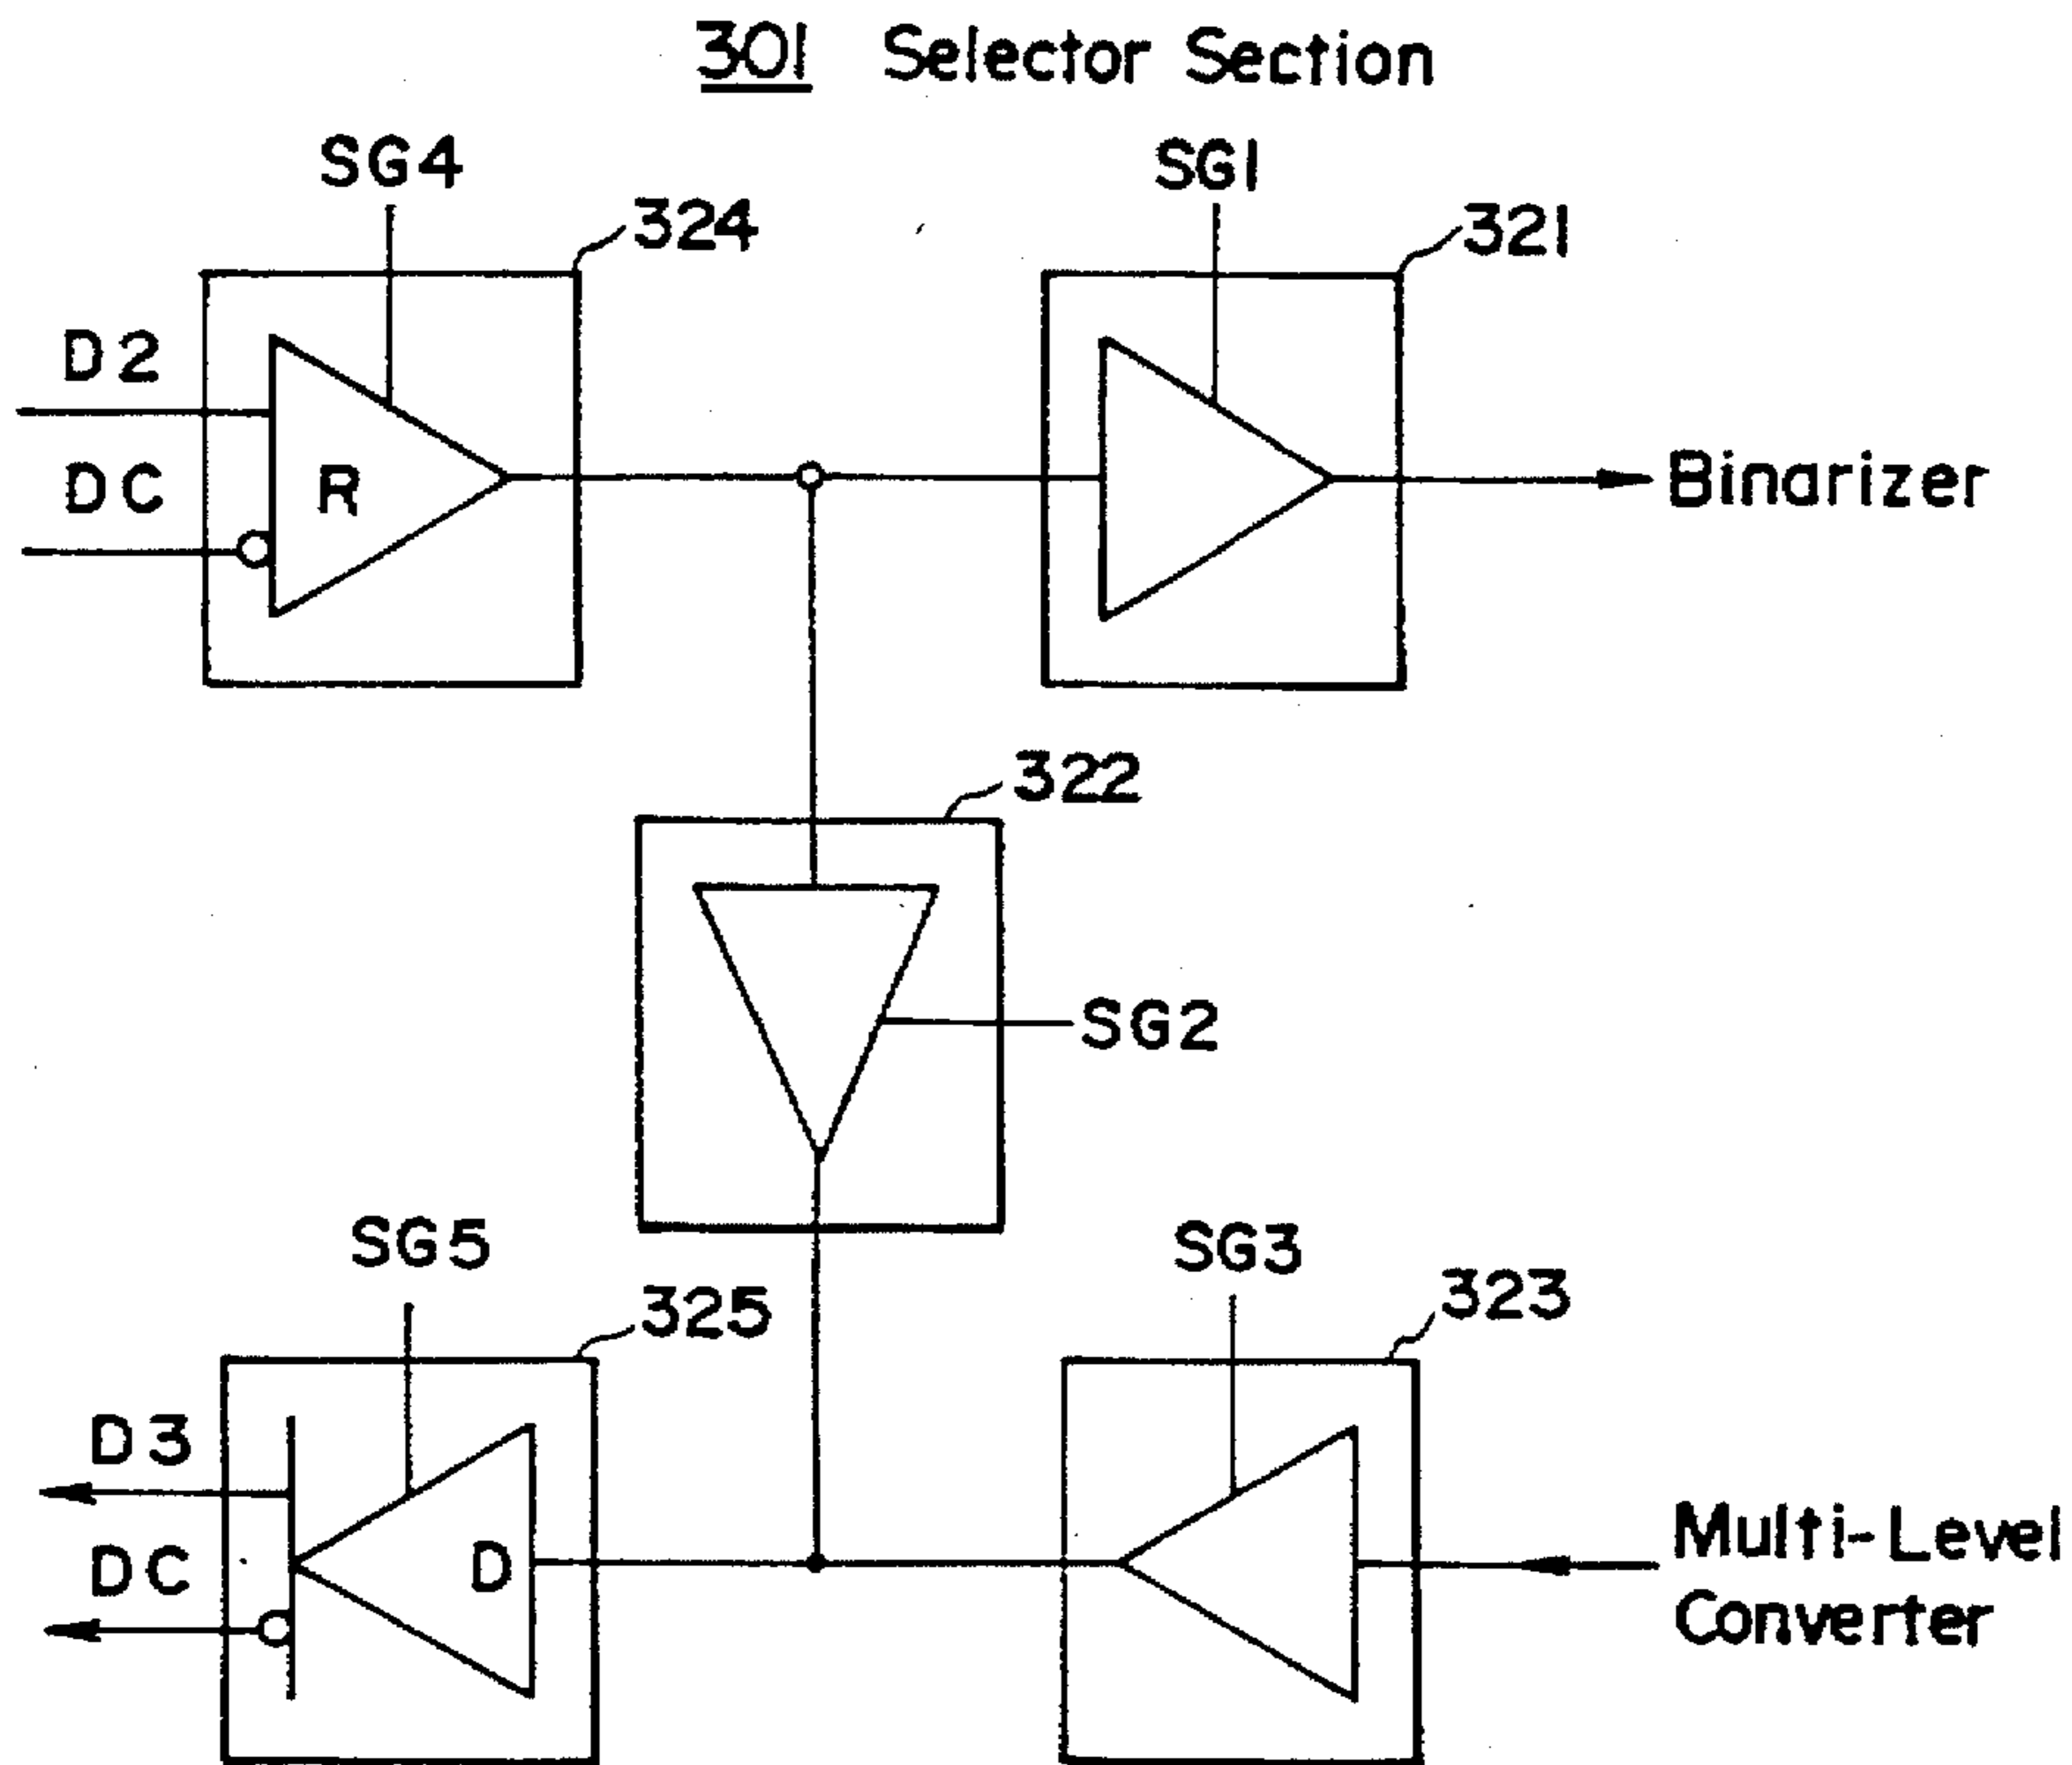 301 Selector Section
SG4
SG1
324
321
D2
DC
R
Binarizer
322
SG2
SG5
SG3
325
323
D3
DC
D
Multi-Level
Converter